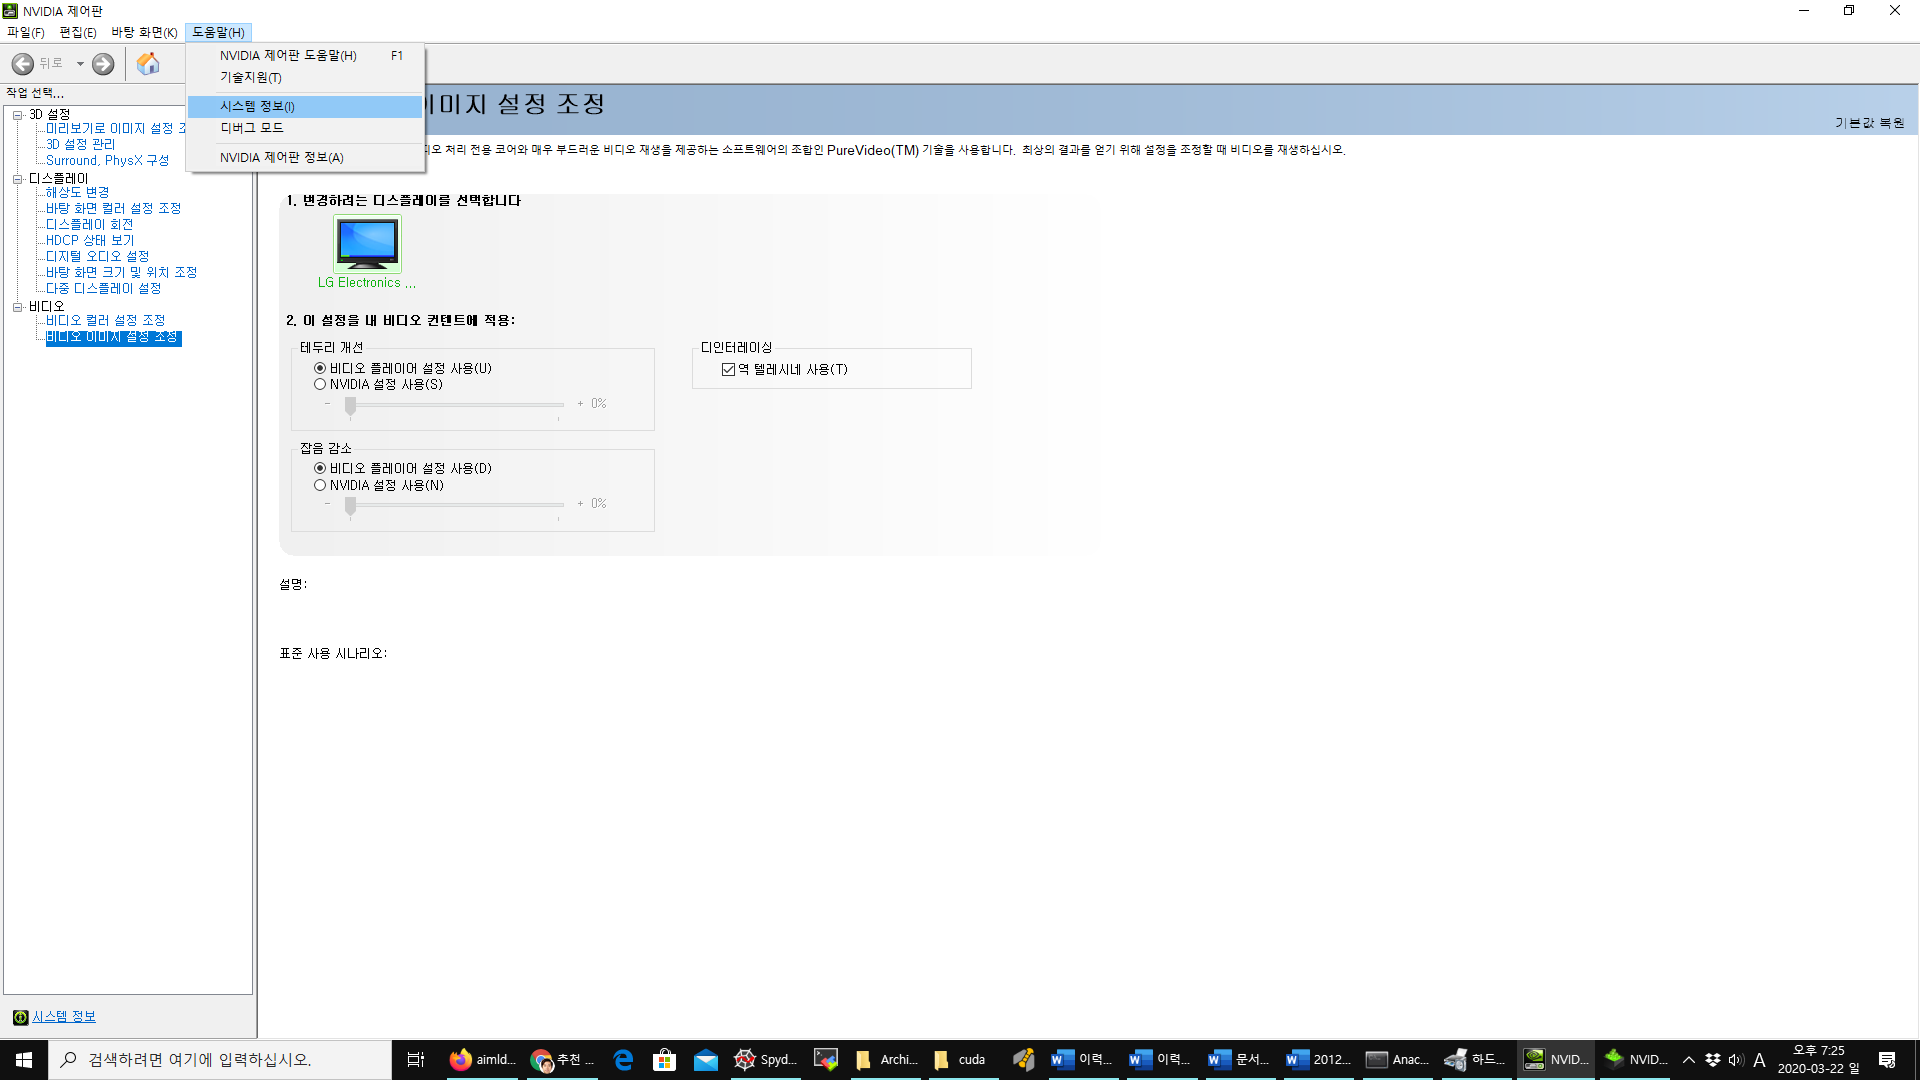 NVIDIA 제어판
파일(F) 편집(E) 바탕 화면(K) 도움말(H)
뒤로
NVIDIA 제어판 도움말(H) F1
기술지원(T)
시스템 정보(I)
디버그 모드
NVIDIA 제어판 정보(A)
작업 선택...
3D 설정
미리보기로 이미지 설정 조
3D 설정 관리
Surround, PhysX 구성
디스플레이
해상도 변경
바탕 화면 컬러 설정 조정
디스플레이 회전
HDCP 상태 보기
디지털 오디오 설정
바탕 화면 크기 및 위치 조정
다중 디스플레이 설정
비디오
비디오 컬러 설정 조정
비디오 이미지 설정 조정
시스템 정보
이미지 설정 조정
기본값 복원
디오 처리 전용 코어와 매우 부드러운 비디오 재생을 제공하는 소프트웨어의 조합인 PureVideo(TM) 기술을 사용합니다. 최상의 결과를 얻기 위해 설정을 조정할 때 비디오를 재생하십시오.
1. 변경하려는 디스플레이를 선택합니다
LG Electronics ...
2. 이 설정을 내 비디오 컨텐트에 적용:
테두리 개선
비디오 플레이어 설정 사용(U)
NVIDIA 설정 사용(S)
- + 0%
디인터레이싱
역 텔레시네 사용(T)
잡음 감소
비디오 플레이어 설정 사용(D)
NVIDIA 설정 사용(N)
- + 0%
설명:
표준 사용 시나리오:
검색하려면 여기에 입력하십시오.
aimld...
추천 ...
Spyd...
Archi...
cuda
이력...
이력...
문서...
2012...
Anac...
하드...
NVID...
NVID...
A
오후 7:25
2020-03-22 일